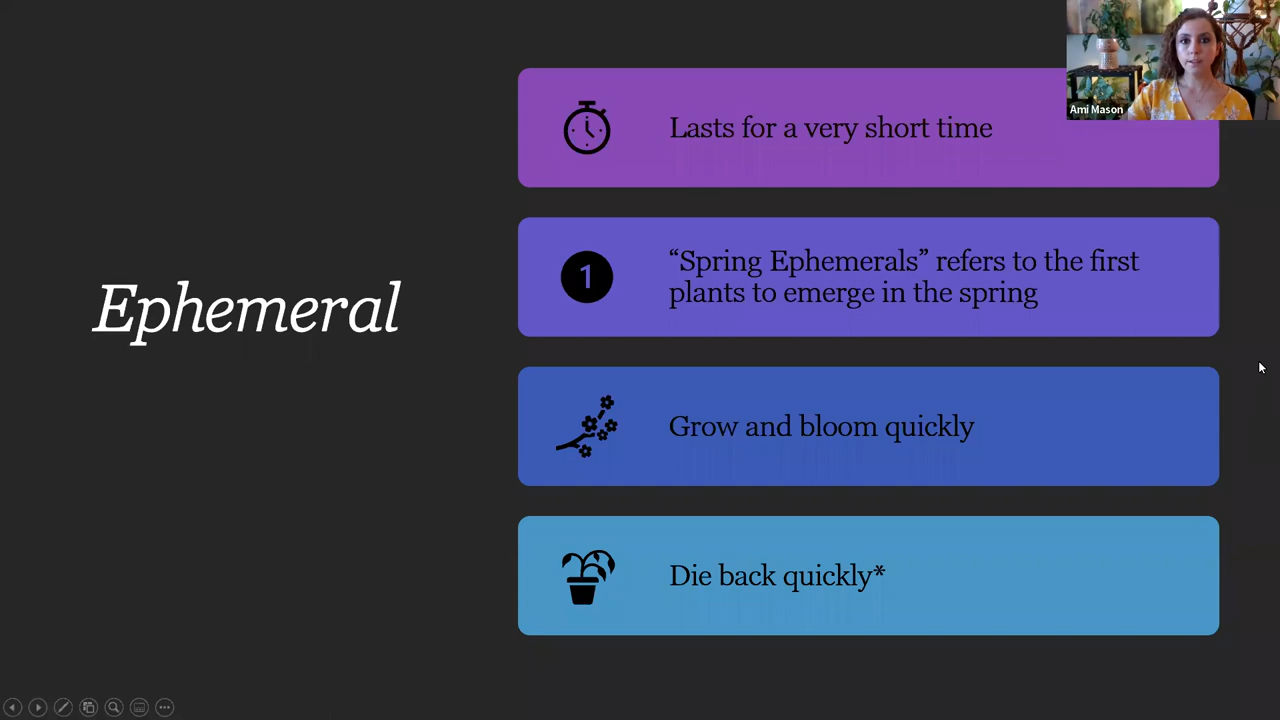 Ephemeral
Lasts for a very short time
1
“Spring Ephemerals” refers to the first
plants to emerge in the spring
Grow and bloom quickly
Die back quickly*
Ami Mason